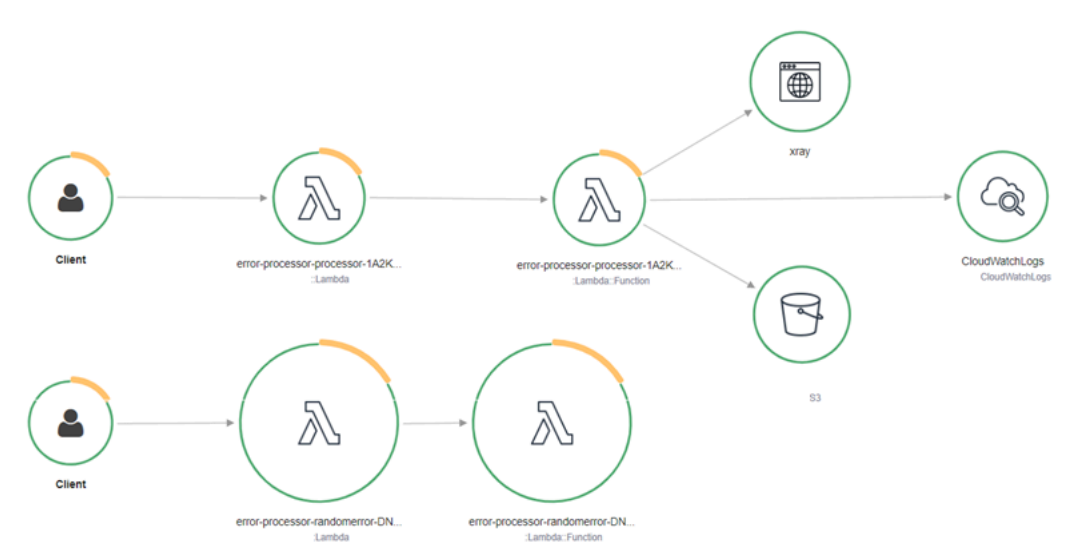 xray
Client
error-processor-processor-1A2K...
::Lambda
error-processor-processor-1A2K...
:Lambda::Function
CloudWatchLogs
CloudWatchLogs
S3
Client
error-processor-randomerror-DN...
:Lambda
error-processor-randomerror-DN...
:Lambda::Function